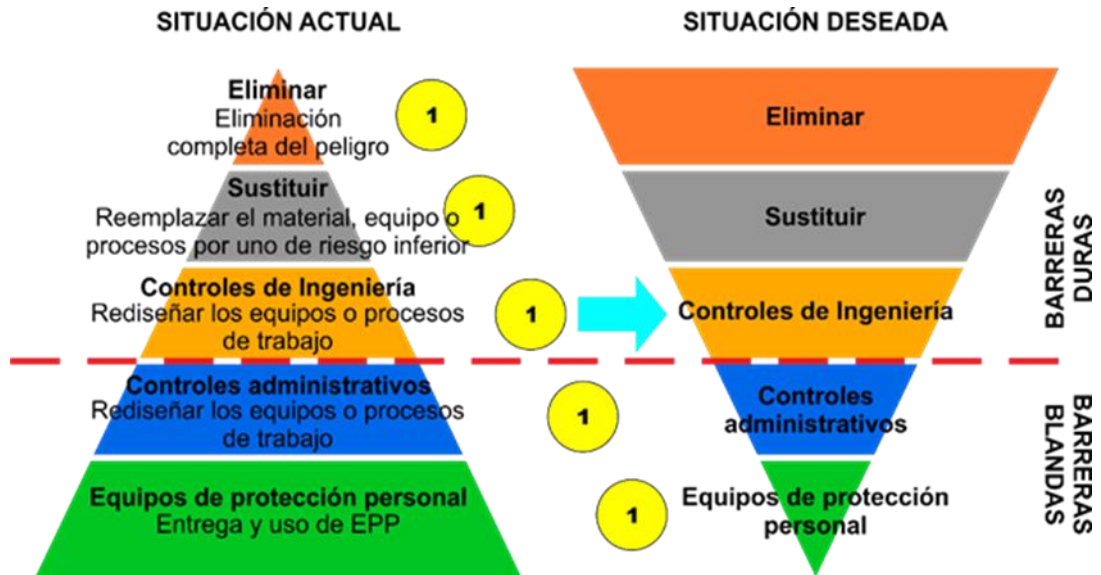 SITUACIÓN ACTUAL
Eliminar
Eliminación
completa del peligro
1
Sustituir
Reemplazar el material, equipo o
procesos por uno de riesgo inferior
1
Controles de Ingeniería
Rediseñar los equipos o procesos
de trabajo
1
Controles administrativos
Rediseñar los equipos o procesos
de trabajo
1
Equipos de protección personal
Entrega y uso de EPP
1
SITUACIÓN DESEADA
Eliminar
Sustituir
Controles de Ingeniería
Controles
administrativos
Equipos de protección
personal
BARRERAS
DURAS
BARRERAS
BLANDAS